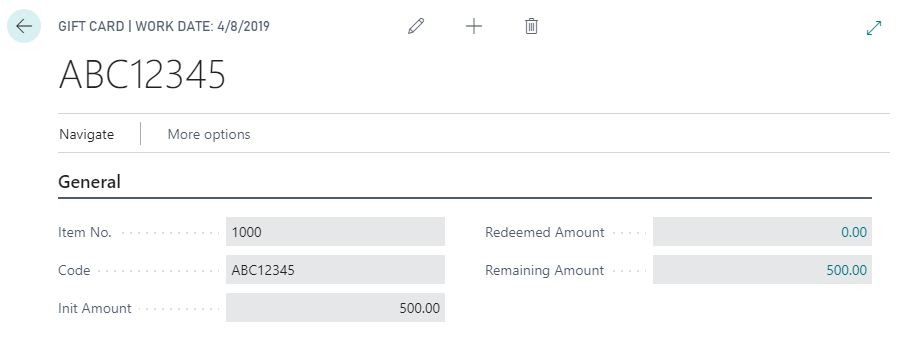 GIFT CARD | WORK DATE: 4/8/2019
ABC12345
Navigate More options
General
Item No. 1000 Redeemed Amount 0.00
Code ABC12345 Remaining Amount 500.00
Init Amount 500.00